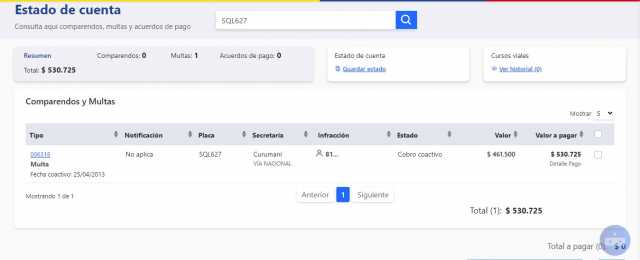 Estado de cuenta
Consulta aquí comparendos, multas y acuerdos de pago
SQL627
Resumen Comparendos: 0 Multas: 1 Acuerdos de pago: 0
Total: $ 530.725
Estado de cuenta
Guardar estado
Cursos viales
Ver historial (0)
Comparendos y Multas
Mostrar 5
Tipo Notificación Placa Secretaría Infracción Estado Valor Valor a pagar
006316 No aplica SQL627 Curumani 81... Cobro coactivo $ 461.500 $ 530.725
Multa VÍA NACIONAL Detalle Pago
Fecha coactivo: 25/04/2013
Mostrando 1 de 1
Anterior 1 Siguiente
Total (1): $ 530.725
Total a pagar (0): $ 0